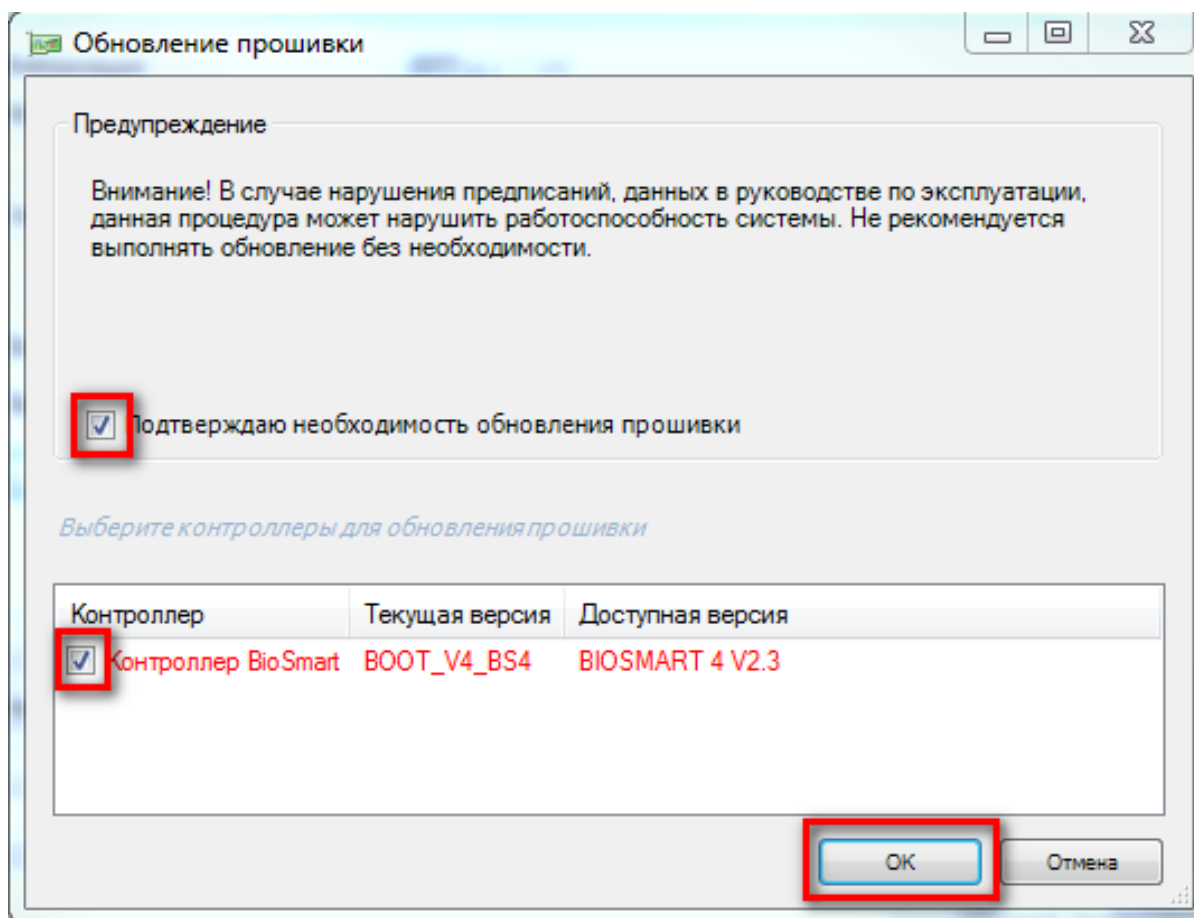 Обновление прошивки
Предупреждение
Внимание! В случае нарушения предписаний, данных в руководстве по эксплуатации,
данная процедура может нарушить работоспособность системы. Не рекомендуется
выполнять обновление без необходимости.
Подтверждаю необходимость обновления прошивки
Выберите контроллеры для обновления прошивки
Контроллер Текущая версия Доступная версия
Контроллер BioSmart BOOT_V4_BS4 BIOSMART 4 V2.3
OK Отмена